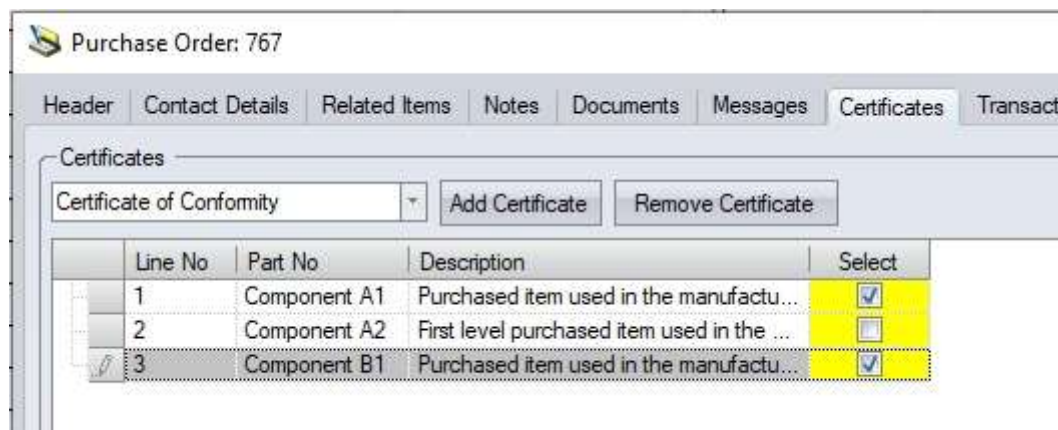 Purchase Order: 767
Header Contact Details Related Items Notes Documents Messages Certificates Transact
Certificates
Certificate of Conformity Add Certificate Remove Certificate
Line No Part No Description Select
1 Component A1 Purchased item used in the manufactu...
2 Component A2 First level purchased item used in the ...
3 Component B1 Purchased item used in the manufactu...